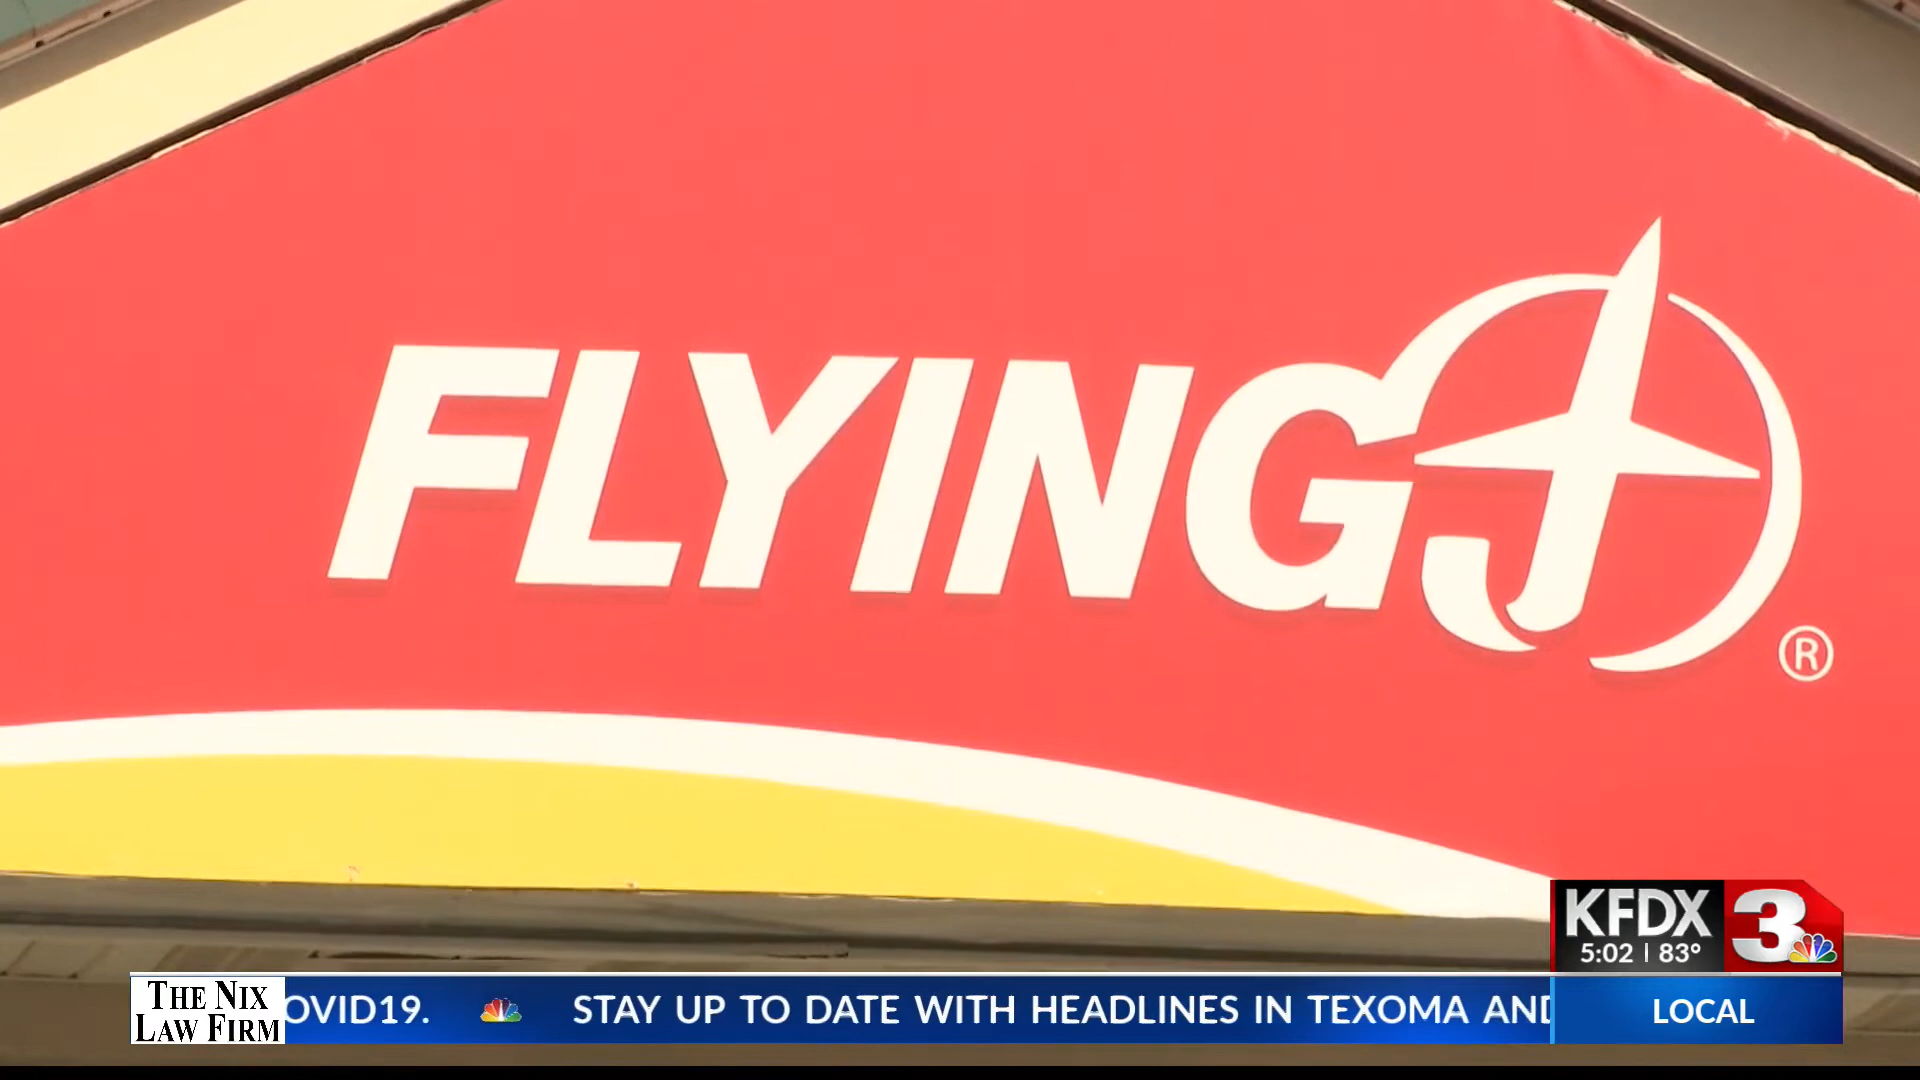 FLYING J
®
KFDX 3
5:02 | 83°
THE NIX
LAW FIRM
OVID19.
STAY UP TO DATE WITH HEADLINES IN TEXOMA AND
LOCAL